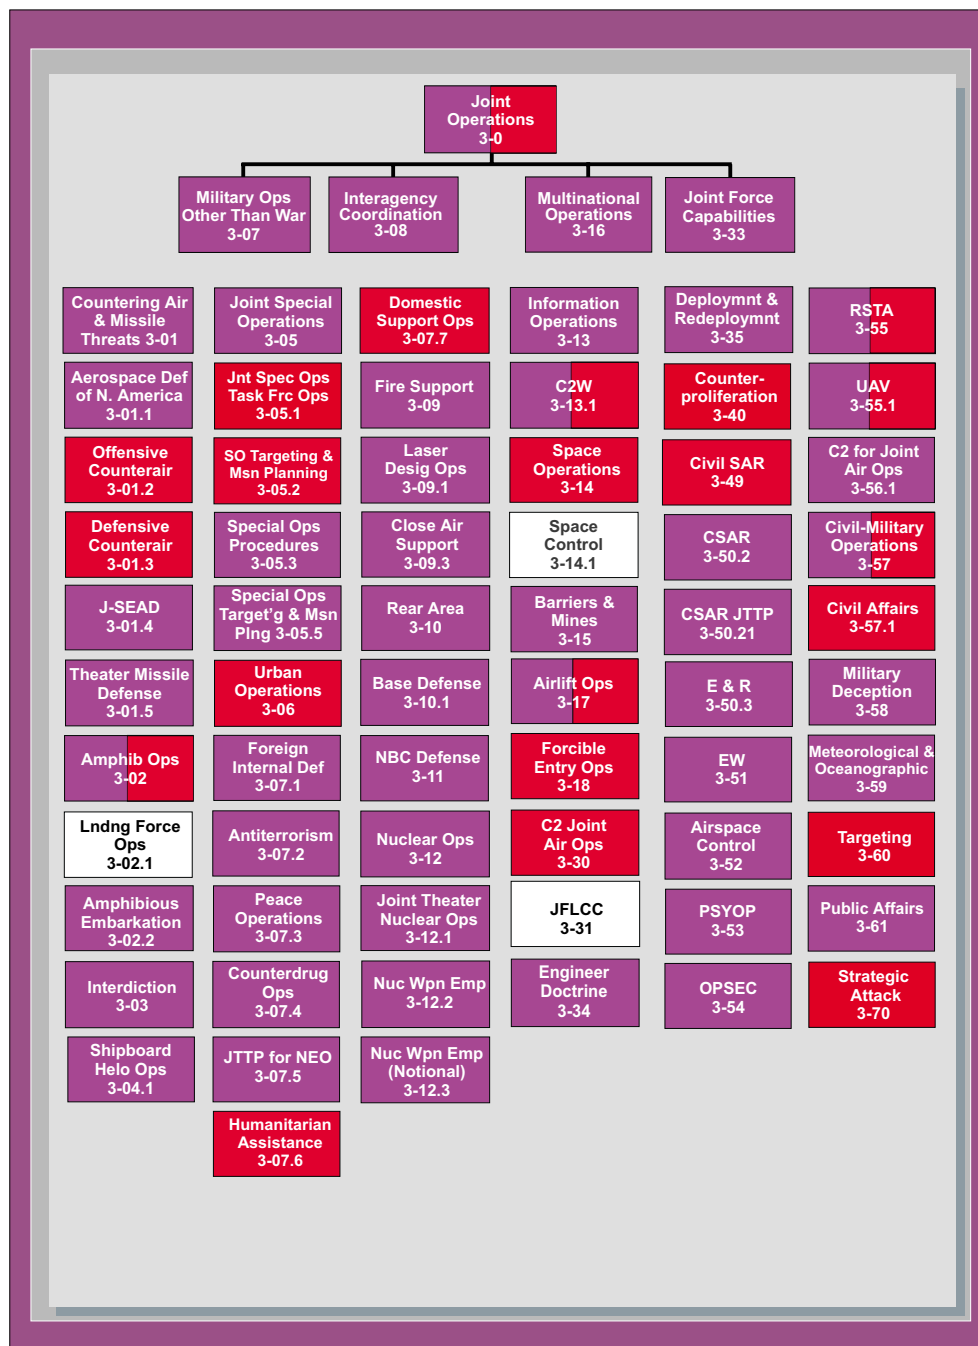 Joint
Operations
3-0
Military Ops
Other Than War
3-07
Interagency
Coordination
3-08
Multinational
Operations
3-16
Joint Force
Capabilities
3-33
Countering Air
& Missile
Threats 3-01
Aerospace Def
of N. America
3-01.1
Offensive
Counterair
3-01.2
Defensive
Counterair
3-01.3
J-SEAD
3-01.4
Theater Missile
Defense
3-01.5
Amphib Ops
3-02
Lndng Force
Ops
3-02.1
Amphibious
Embarkation
3-02.2
Interdiction
3-03
Shipboard
Helo Ops
3-04.1
Joint Special
Operations
3-05
Jnt Spec Ops
Task Frc Ops
3-05.1
SO Targeting &
Msn Planning
3-05.2
Special Ops
Procedures
3-05.3
Special Ops
Target'g & Msn
Plng 3-05.5
Urban
Operations
3-06
Foreign
Internal Def
3-07.1
Antiterrorism
3-07.2
Peace
Operations
3-07.3
Counterdrug
Ops
3-07.4
JTTP for NEO
3-07.5
Humanitarian
Assistance
3-07.6
Domestic
Support Ops
3-07.7
Fire Support
3-09
Laser
Desig Ops
3-09.1
Close Air
Support
3-09.3
Rear Area
3-10
Base Defense
3-10.1
NBC Defense
3-11
Nuclear Ops
3-12
Joint Theater
Nuclear Ops
3-12.1
Nuc Wpn Emp
3-12.2
Nuc Wpn Emp
(Notional)
3-12.3
Information
Operations
3-13
C2W
3-13.1
Space
Operations
3-14
Space
Control
3-14.1
Barriers &
Mines
3-15
Airlift Ops
3-17
Forcible
Entry Ops
3-18
C2 Joint
Air Ops
3-30
JFLCC
3-31
Engineer
Doctrine
3-34
Deploymnt &
Redeploymnt
3-35
Counter-
proliferation
3-40
Civil SAR
3-49
CSAR
3-50.2
CSAR JTTP
3-50.21
E & R
3-50.3
EW
3-51
Airspace
Control
3-52
PSYOP
3-53
OPSEC
3-54
RSTA
3-55
UAV
3-55.1
C2 for Joint
Air Ops
3-56.1
Civil-Military
Operations
3-57
Civil Affairs
3-57.1
Military
Deception
3-58
Meteorological &
Oceanographic
3-59
Targeting
3-60
Public Affairs
3-61
Strategic
Attack
3-70